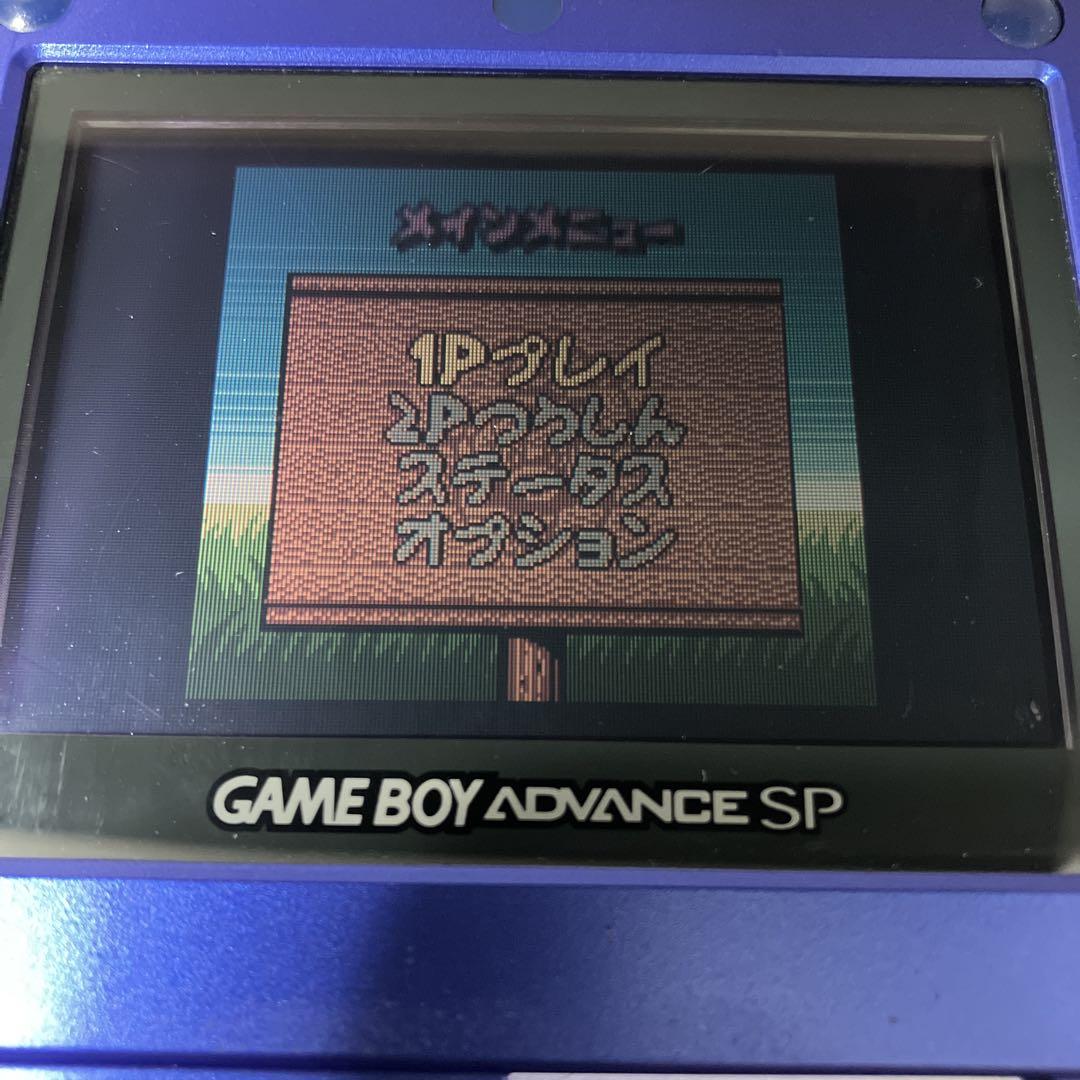 メインメニュー
1Pプレイ
2Pつうしん
ステータス
オプション
GAME BOY ADVANCE SP